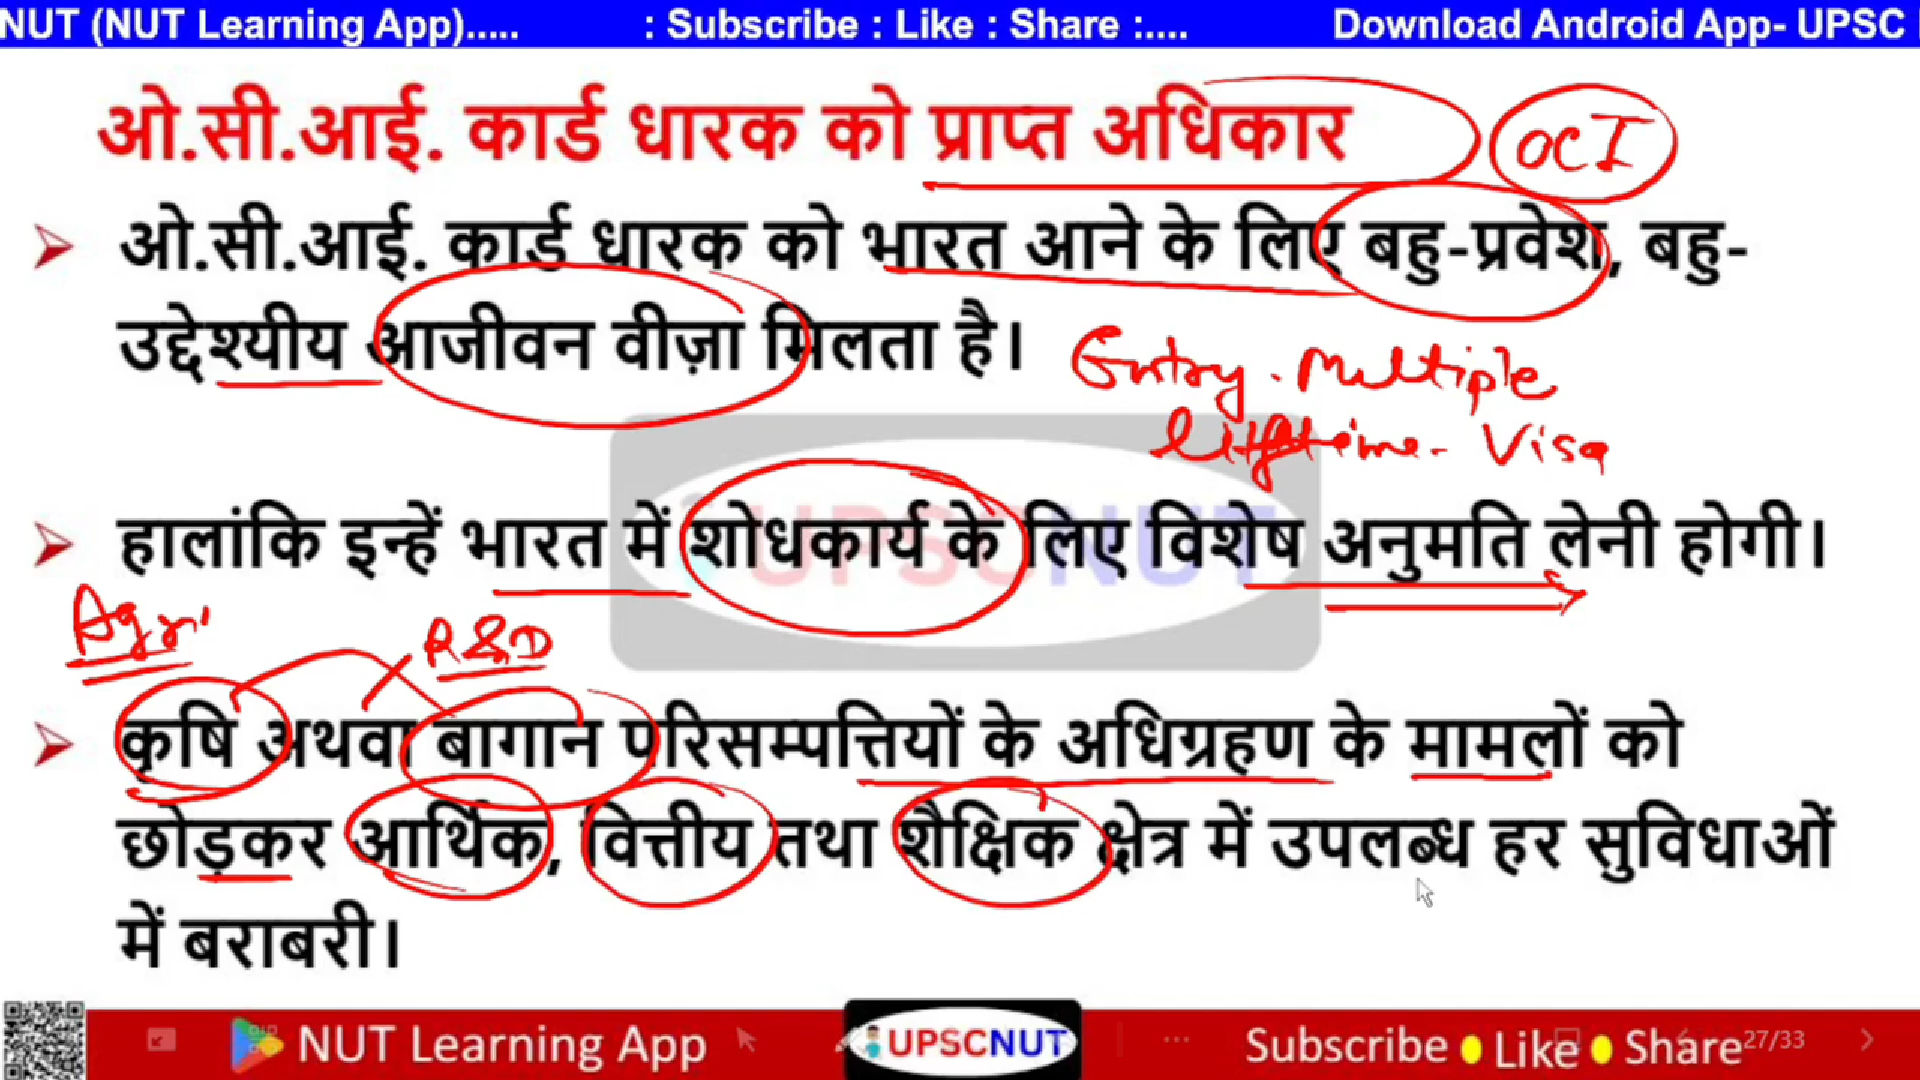 NUT (NUT Learning App)..... : Subscribe : Like : Share :.... Download Android App- UPSC
ओ.सी.आई. कार्ड धारक को प्राप्त अधिकार OCI
ओ.सी.आई. कार्ड धारक को भारत आने के लिए बहु-प्रवेश, बहु-
उद्देश्यीय आजीवन वीज़ा मिलता है।
Entry. Multiple
Lifetime- Visa
UPSCNUT
हालांकि इन्हें भारत में शोधकार्य के लिए विशेष अनुमति लेनी होगी।
Agri R&D
कृषि अथवा बागान परिसम्पत्तियों के अधिग्रहण के मामलों को
छोड़कर आर्थिक, वित्तीय तथा शैक्षिक क्षेत्र में उपलब्ध हर सुविधाओं
में बराबरी।
NUT Learning App UPSCNUT Subscribe Like Share 27/33